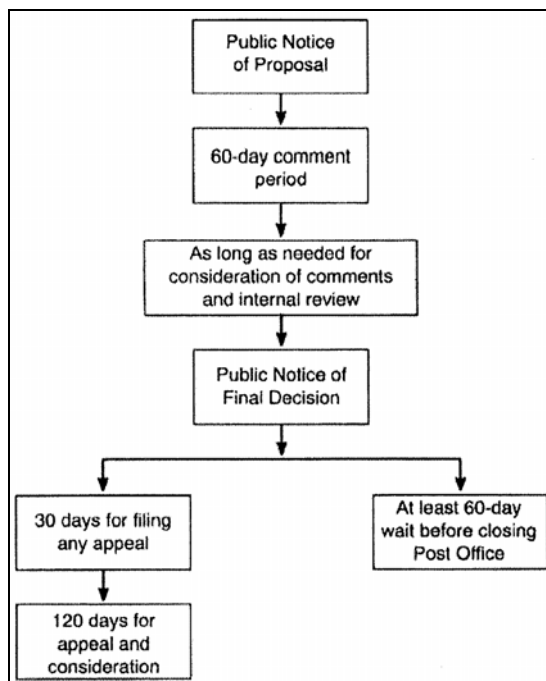 Public Notice
of Proposal
60-day comment
period
As long as needed for
consideration of comments
and internal review
Public Notice of
Final Decision
30 days for filing
any appeal
At least 60-day
wait before closing
Post Office
120 days for
appeal and
consideration